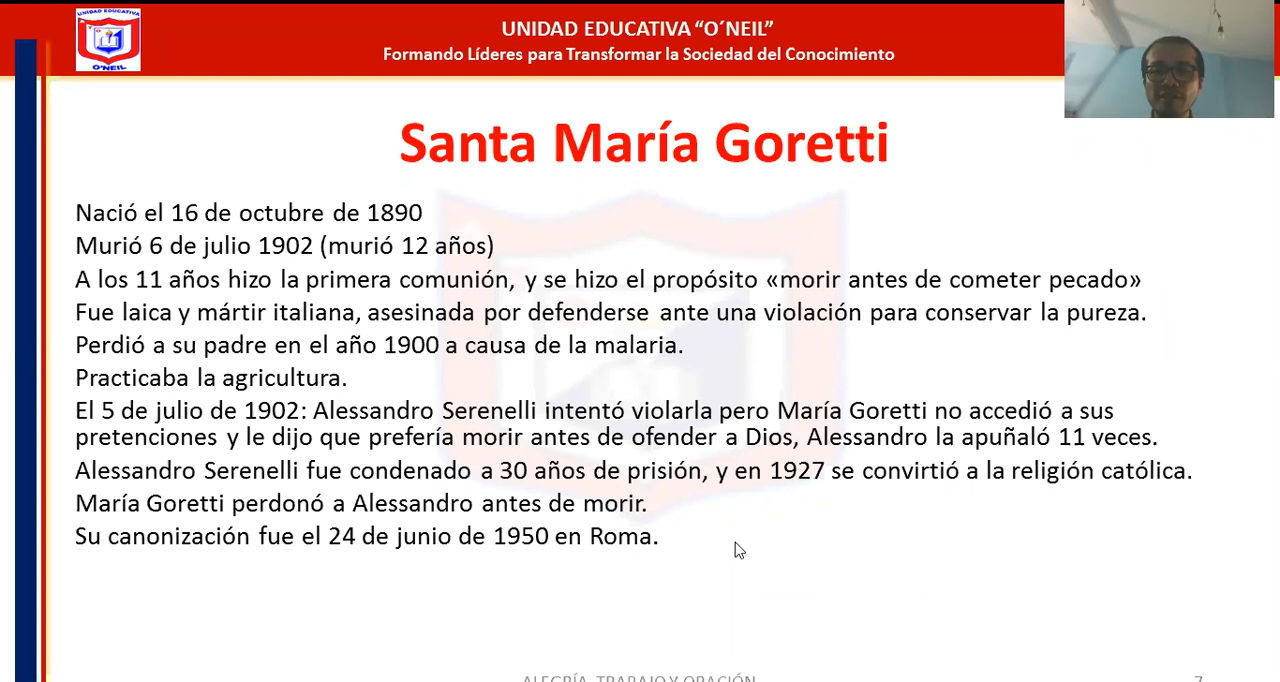 UNIDAD EDUCATIVA
O´NEIL
UNIDAD EDUCATIVA “O´NEIL”
Formando Líderes para Transformar la Sociedad del Conocimiento
Santa María Goretti
Nació el 16 de octubre de 1890
Murió 6 de julio 1902 (murió 12 años)
A los 11 años hizo la primera comunión, y se hizo el propósito «morir antes de cometer pecado»
Fue laica y mártir italiana, asesinada por defenderse ante una violación para conservar la pureza.
Perdió a su padre en el año 1900 a causa de la malaria.
Practicaba la agricultura.
El 5 de julio de 1902: Alessandro Serenelli intentó violarla pero María Goretti no accedió a sus
pretenciones y le dijo que prefería morir antes de ofender a Dios, Alessandro la apuñaló 11 veces.
Alessandro Serenelli fue condenado a 30 años de prisión, y en 1927 se convirtió a la religión católica.
María Goretti perdonó a Alessandro antes de morir.
Su canonización fue el 24 de junio de 1950 en Roma.
ALEGRÍA, TRABAJO Y ORACIÓN
7